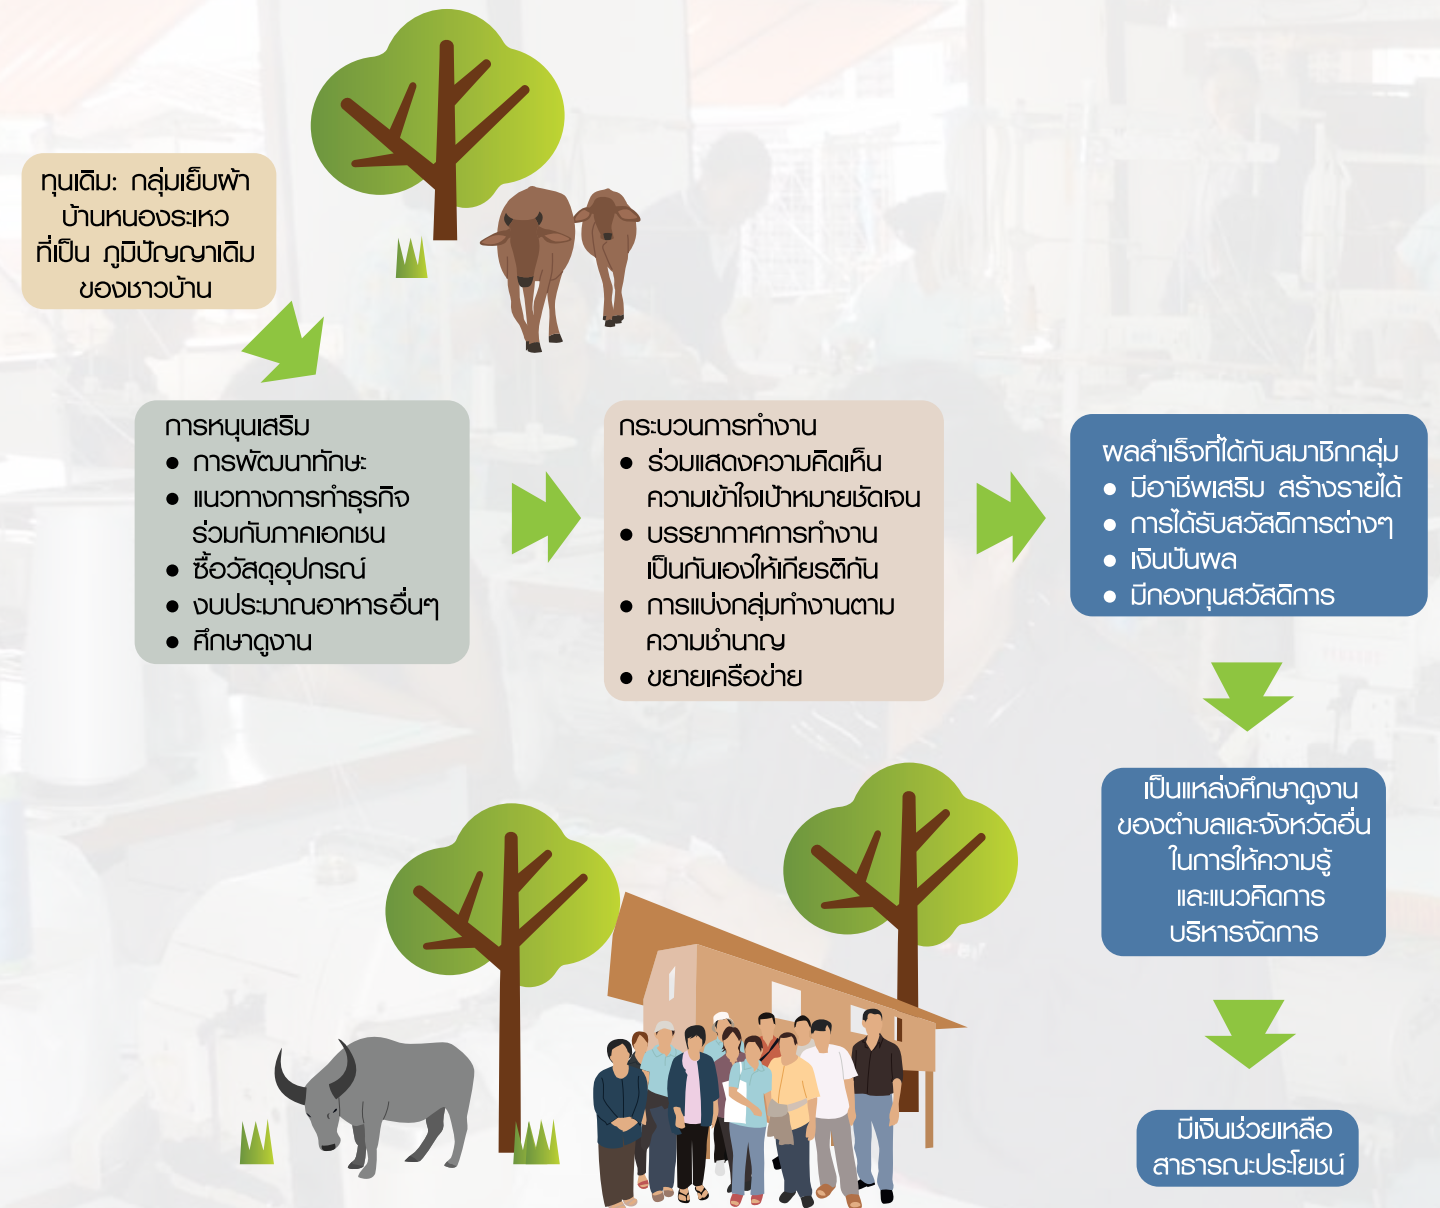 ทุนเดิม: กลุ่มเย็บผ้า
บ้านหนองระเหว
ที่เป็น ภูมิปัญญาเดิม
ของชาวบ้าน
การหนุนเสริม
● การพัฒนาทักษะ
● แนวทางการทำธุรกิจ
ร่วมกับภาคเอกชน
● ซื้อวัสดุอุปกรณ์
● งบประมาณอาหารอื่นๆ
● ศึกษาดูงาน
กระบวนการทำงาน
● ร่วมแสดงความคิดเห็น
ความเข้าใจเป้าหมายชัดเจน
● บรรยากาศการทำงาน
เป็นกันเองให้เกียรติกัน
● การแบ่งกลุ่มทำงานตาม
ความชำนาญ
● ขยายเครือข่าย
ผลสำเร็จที่ได้กับสมาชิกกลุ่ม
● มีอาชีพเสริม สร้างรายได้
● การได้รับสวัสดิการต่างๆ
● เงินปันผล
● มีกองทุนสวัสดิการ
เป็นแหล่งศึกษาดูงาน
ของตำบลและจังหวัดอื่น
ในการให้ความรู้
และแนวคิดการ
บริหารจัดการ
มีเงินช่วยเหลือ
สาธารณะประโยชน์